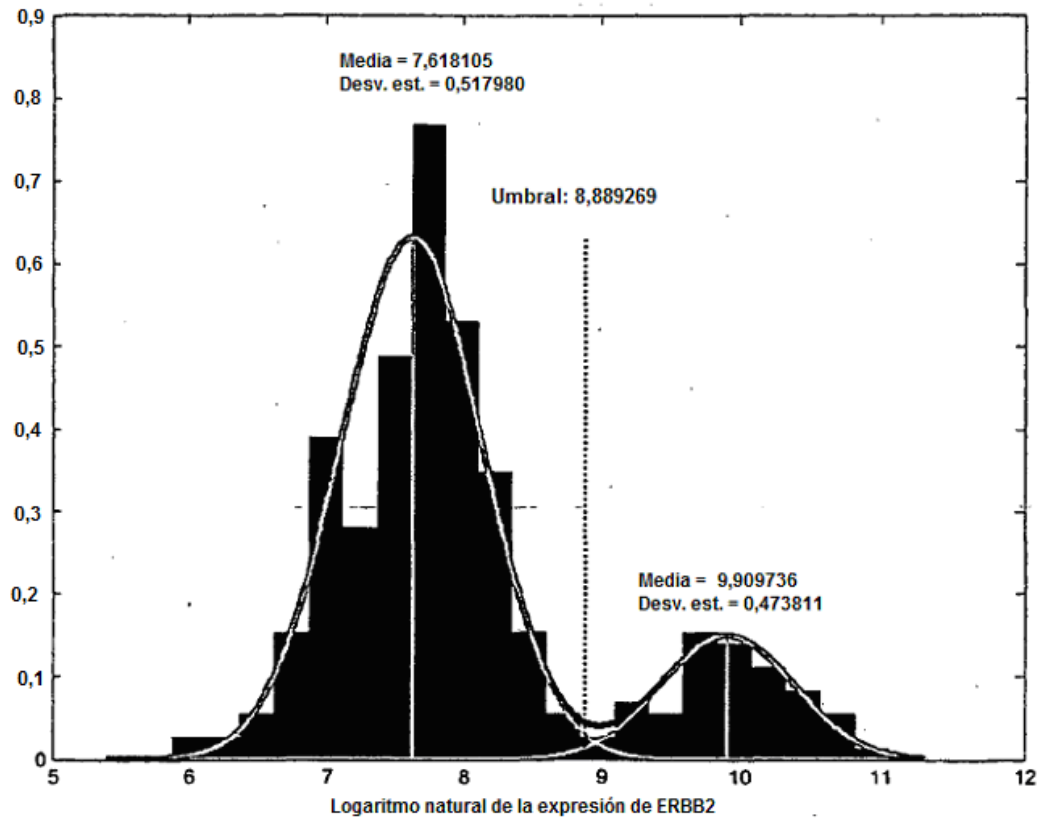 0,9
0,8
0,7
0,6
0,5
0,4
0,3
0,2
0,1
0
Media = 7,618105
Desv. est. = 0,517980
Umbral: 8,889269
Media = 9,909736
Desv. est. = 0,473811
5 6 7 8 9 10 11 12
Logaritmo natural de la expresión de ERBB2